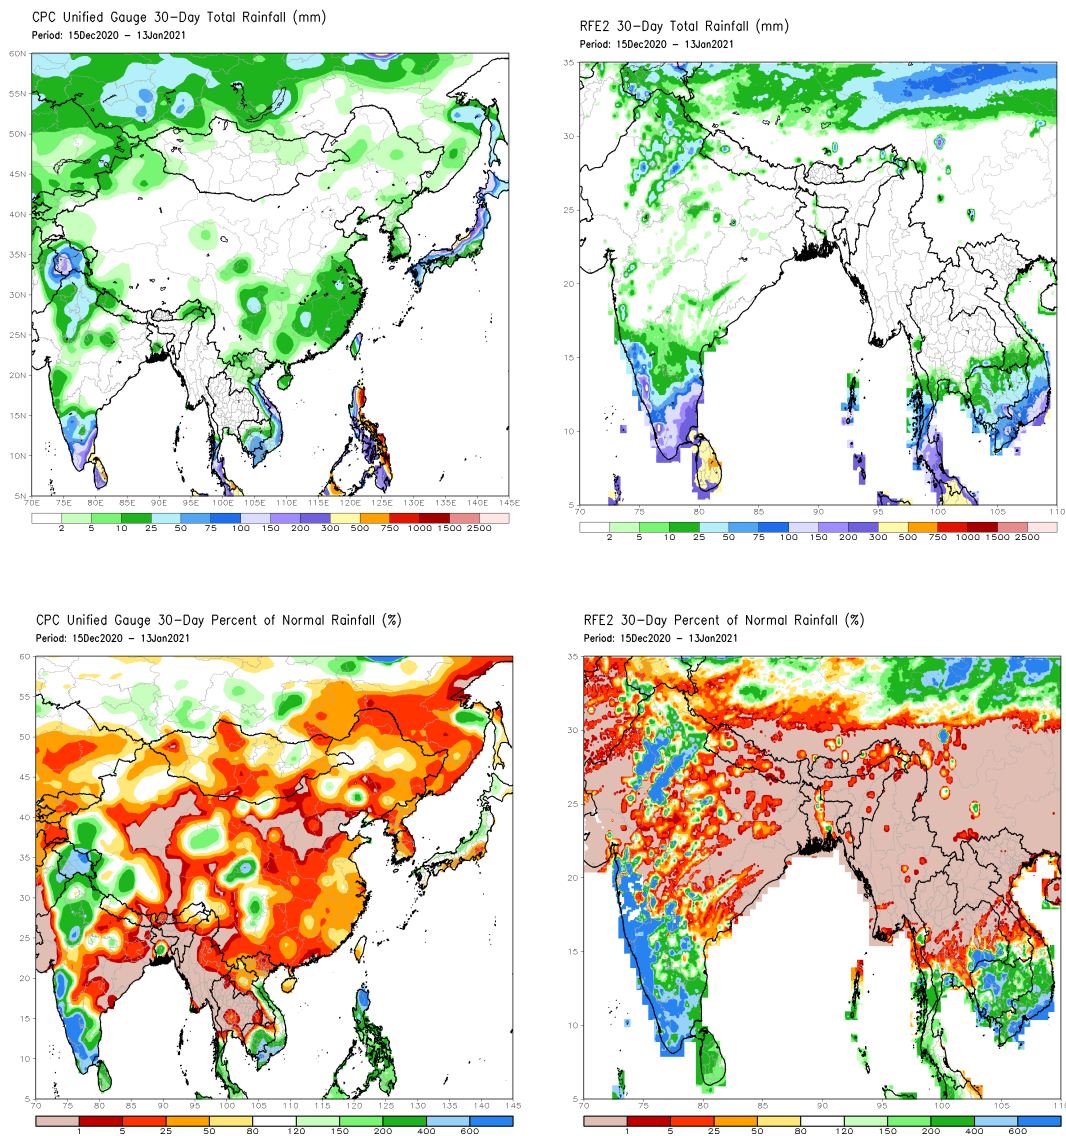 CPC Unified Gauge 30-Day Total Rainfall (mm)
Period: 15Dec2020 - 13Jan2021
60N
55N
50N
45N
40N
35N
30N
25N
20N
15N
10N
5N
70E 75E 80E 85E 90E 95E 100E 105E 110E 115E 120E 125E 130E 135E 140E 145E
2 5 10 25 50 75 100 150 200 300 500 750 1000 1500 2500
RFE2 30-Day Total Rainfall (mm)
Period: 15Dec2020 - 13Jan2021
35
30
25
20
15
10
5
70 75 80 85 90 95 100 105 110
2 5 10 25 50 75 100 150 200 300 500 750 1000 1500 2500
CPC Unified Gauge 30-Day Percent of Normal Rainfall (%)
Period: 15Dec2020 - 13Jan2021
60
55
50
45
40
35
30
25
20
15
10
5
70 75 80 85 90 95 100 105 110 115 120 125 130 135 140 145
1 5 25 50 80 120 150 200 400 600
RFE2 30-Day Percent of Normal Rainfall (%)
Period: 15Dec2020 - 13Jan2021
35
30
25
20
15
10
5
70 75 80 85 90 95 100 105 110
1 5 25 50 80 120 150 200 400 600